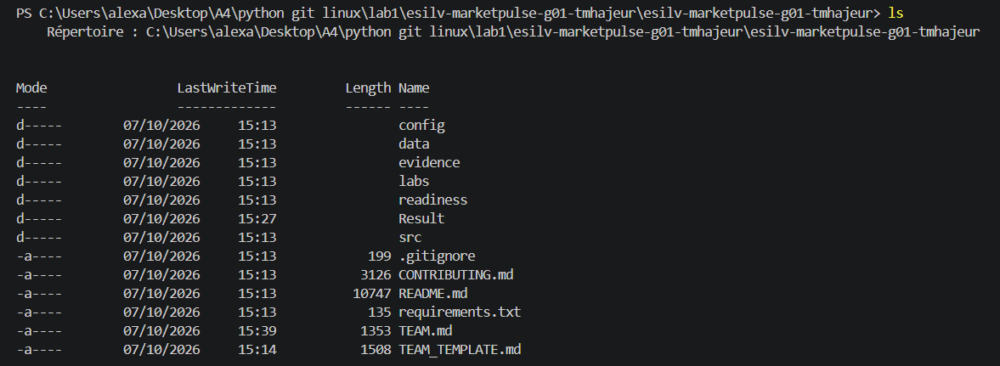 PS C:\Users\alexa\Desktop\A4\python git linux\lab1\esilv-marketpulse-g01-tmhajeur\esilv-marketpulse-g01-tmhajeur> ls
    Répertoire : C:\Users\alexa\Desktop\A4\python git linux\lab1\esilv-marketpulse-g01-tmhajeur\esilv-marketpulse-g01-tmhajeur
Mode                 LastWriteTime         Length Name
----                 -------------         ------ ----
d-----        07/10/2026     15:13                config
d-----        07/10/2026     15:13                data
d-----        07/10/2026     15:13                evidence
d-----        07/10/2026     15:13                labs
d-----        07/10/2026     15:13                readiness
d-----        07/10/2026     15:27                Result
d-----        07/10/2026     15:13                src
-a----        07/10/2026     15:13            199 .gitignore
-a----        07/10/2026     15:13           3126 CONTRIBUTING.md
-a----        07/10/2026     15:13          10747 README.md
-a----        07/10/2026     15:13            135 requirements.txt
-a----        07/10/2026     15:39           1353 TEAM.md
-a----        07/10/2026     15:14           1508 TEAM_TEMPLATE.md